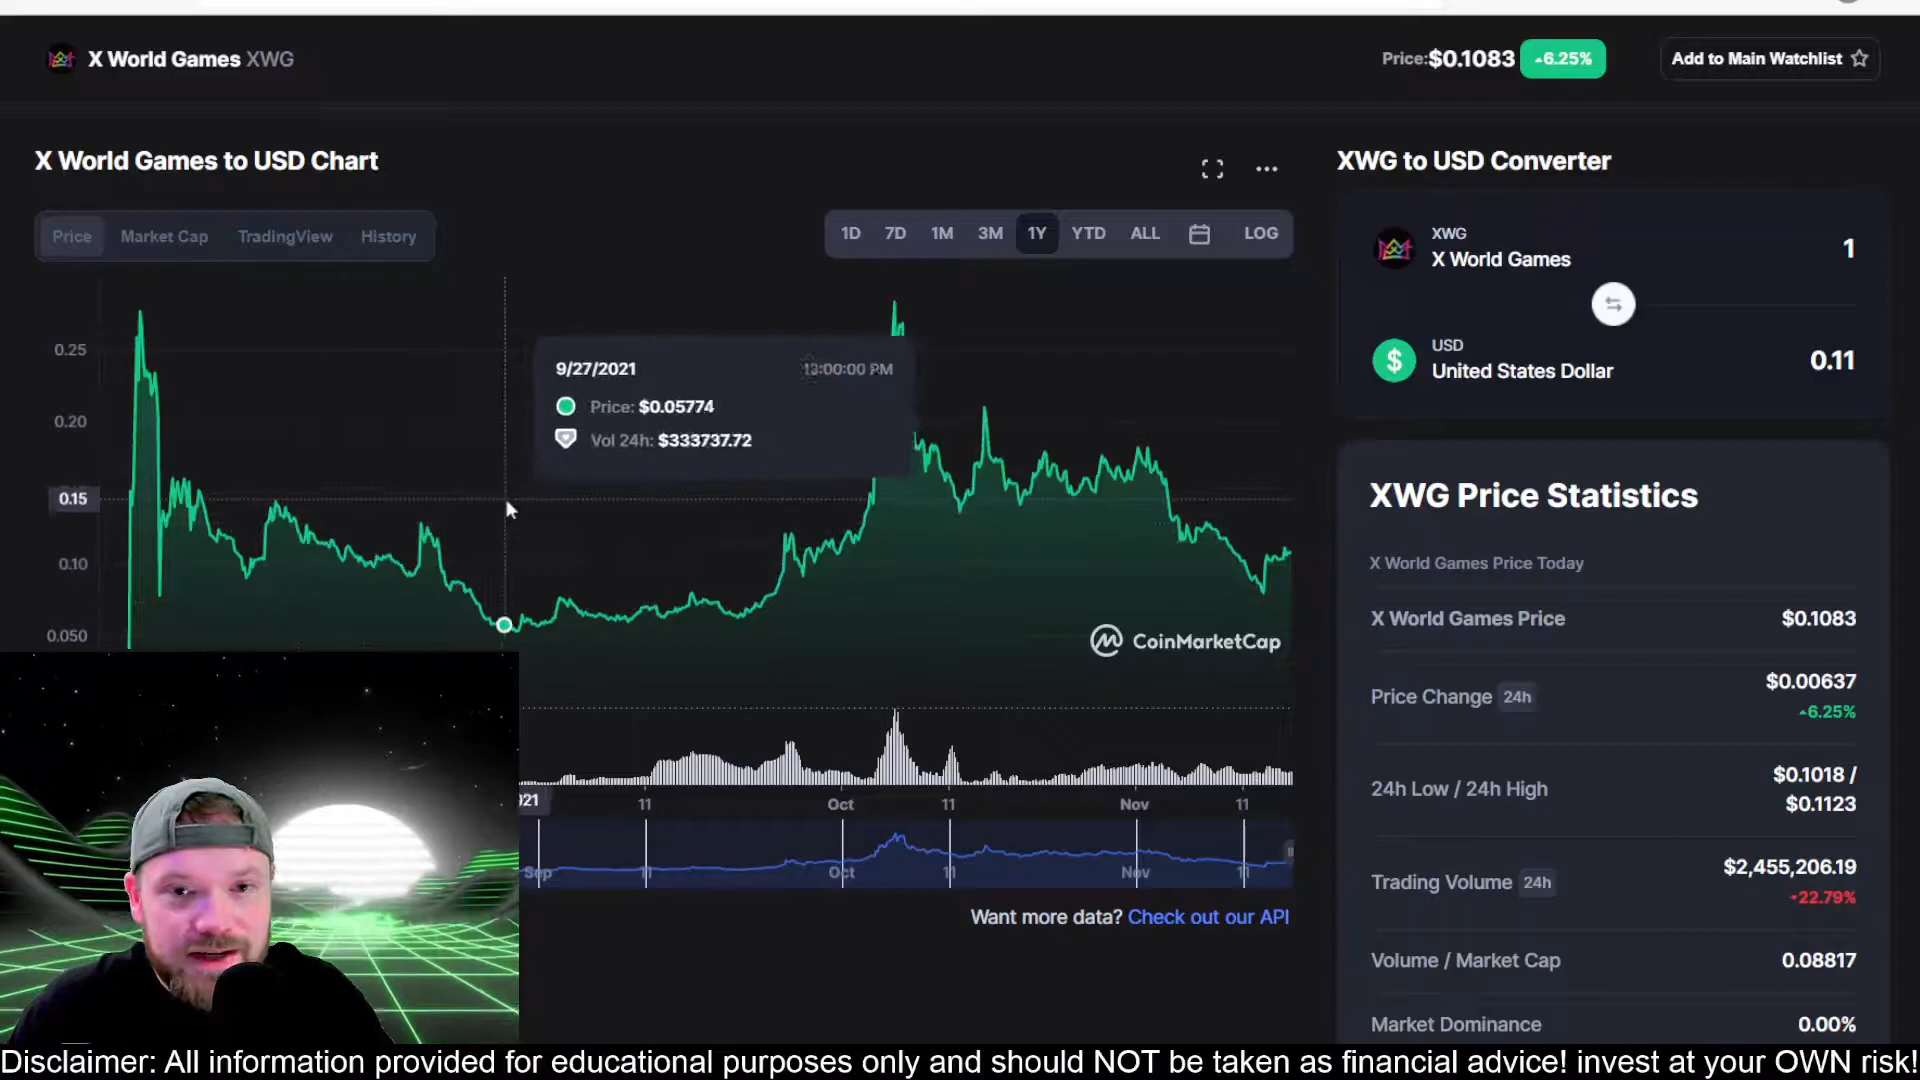 X World Games XWG
Price:$0.1083 6.25%
Add to Main Watchlist
X World Games to USD Chart
Price Market Cap TradingView History
1D 7D 1M 3M 1Y YTD ALL LOG
0.25
0.20
0.15
0.10
0.050
9/27/2021
Price: $0.05774
Vol 24h: $333737.72
CoinMarketCap
021 11 Oct 11 Nov 11
Sep 11 Oct 11 Nov 11
Want more data? Check out our API
XWG to USD Converter
XWG
X World Games 1
USD
United States Dollar 0.11
XWG Price Statistics
X World Games Price Today
X World Games Price $0.1083
Price Change 24h $0.00637
6.25%
24h Low / 24h High $0.1018 /
$0.1123
Trading Volume 24h $2,455,206.19
22.79%
Volume / Market Cap 0.08817
Market Dominance 0.00%
Disclaimer: All information provided for educational purposes only and should NOT be taken as financial advice! invest at your OWN risk!